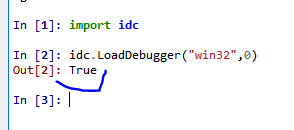 In [1]: import idc
In [2]: idc.LoadDebugger("win32",0)
Out[2]: True
In [3]: